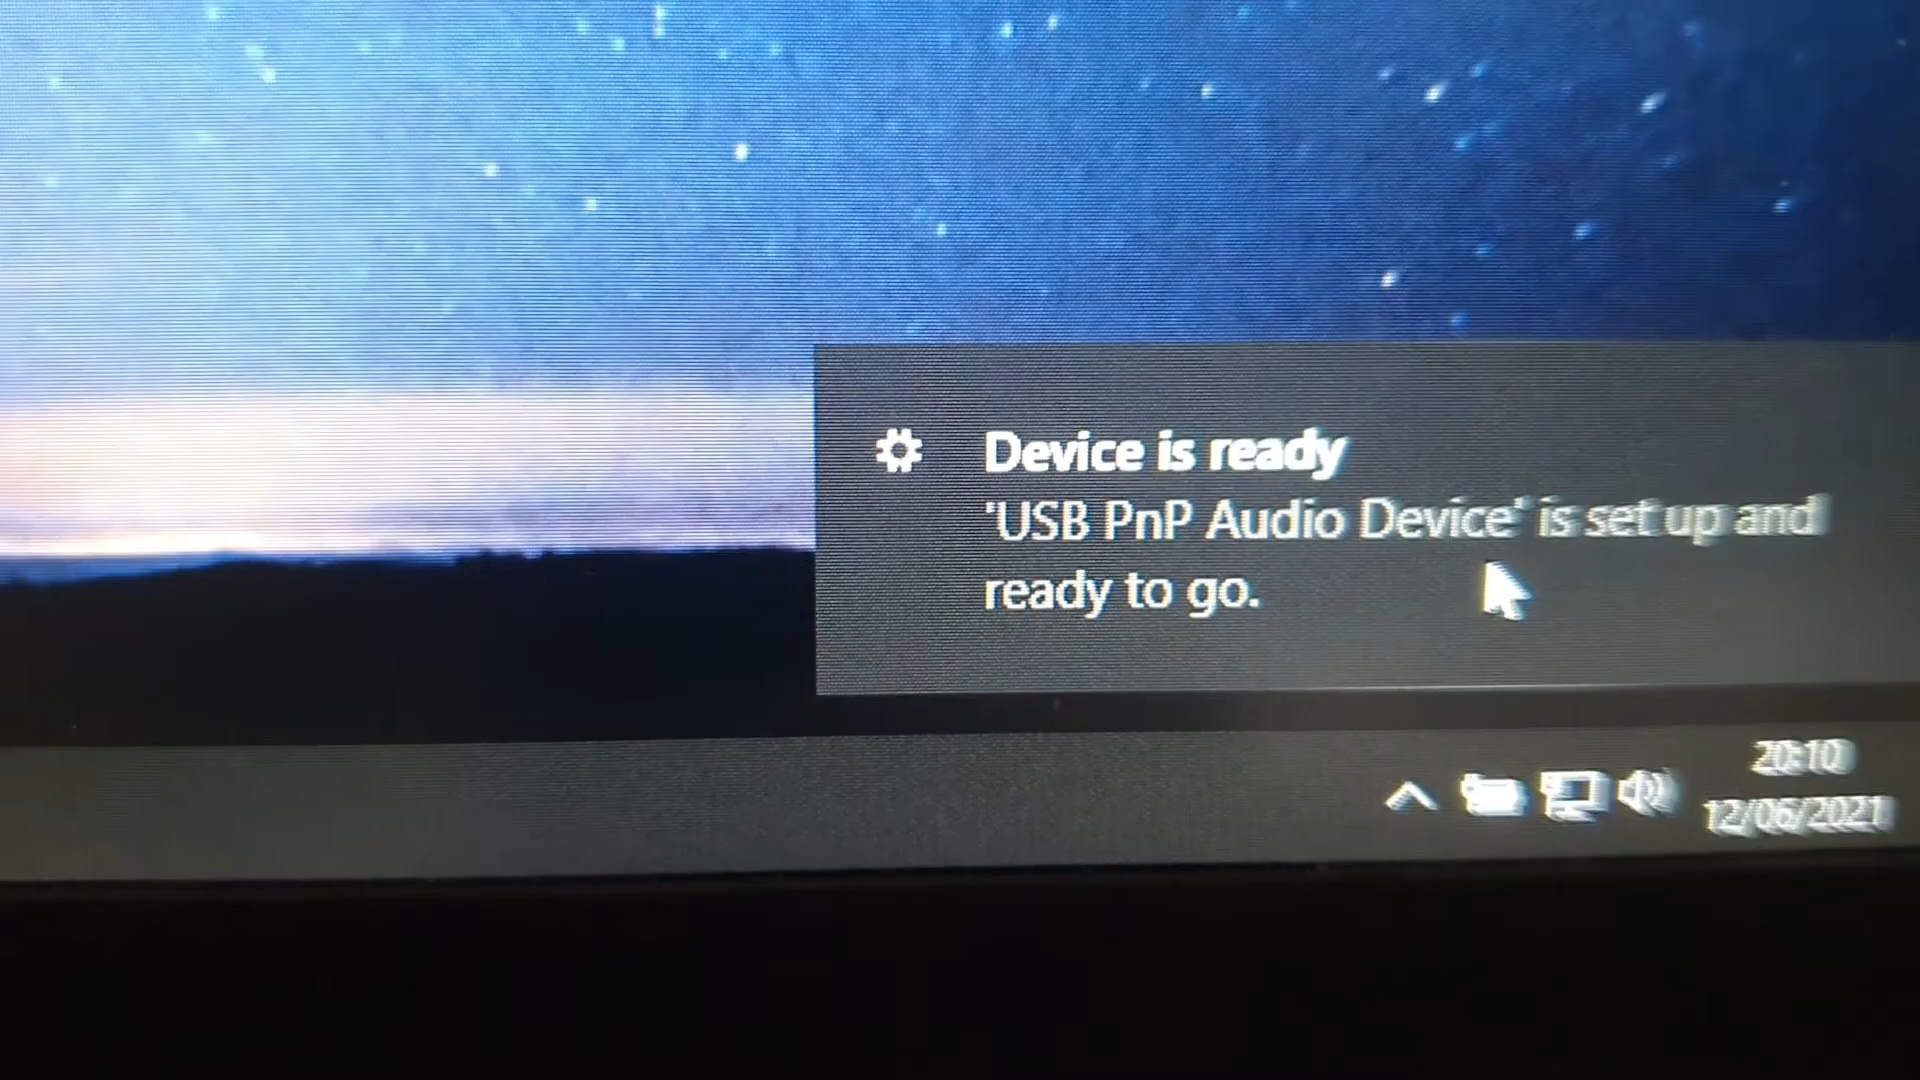 Device is ready
'USB PnP Audio Device' is set up and
ready to go.
20:10
12/06/2021